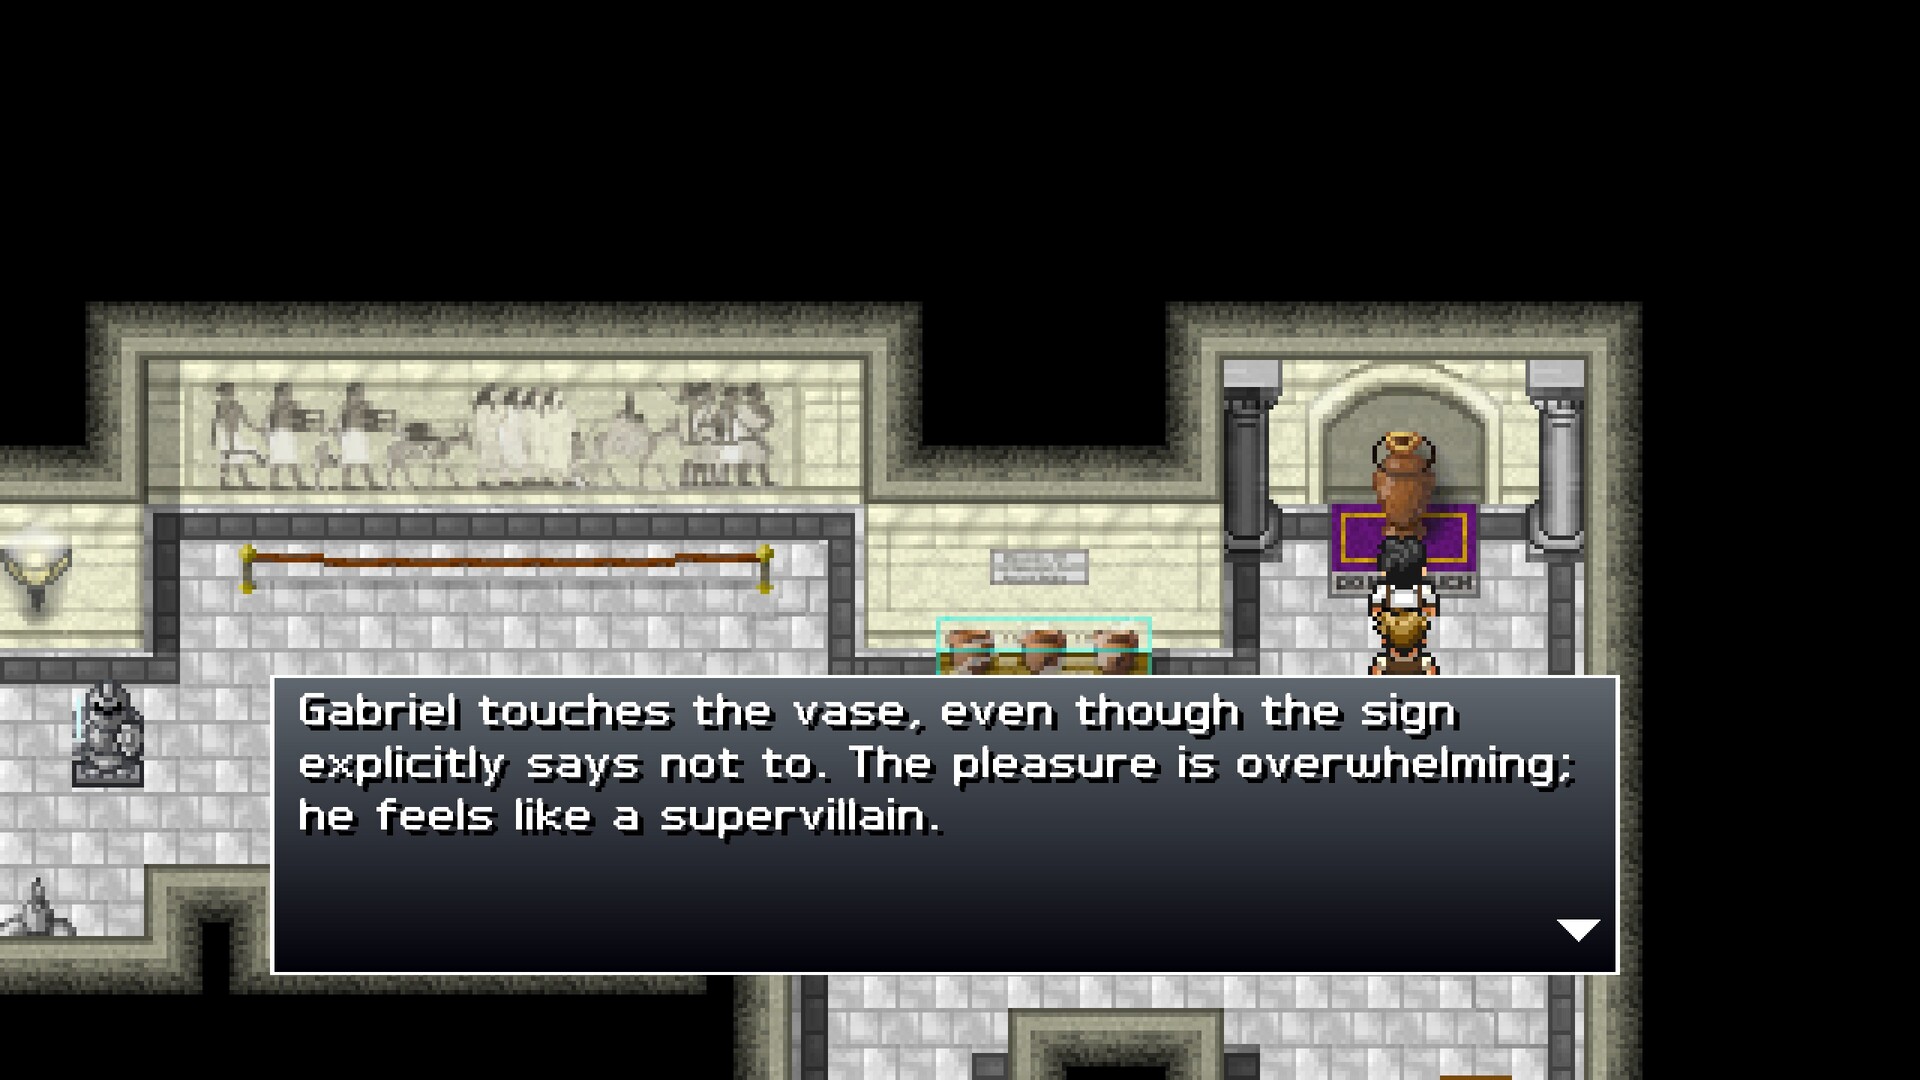 Gabriel touches the vase, even though the sign
explicitly says not to. The pleasure is overwhelming;
he feels like a supervillain.